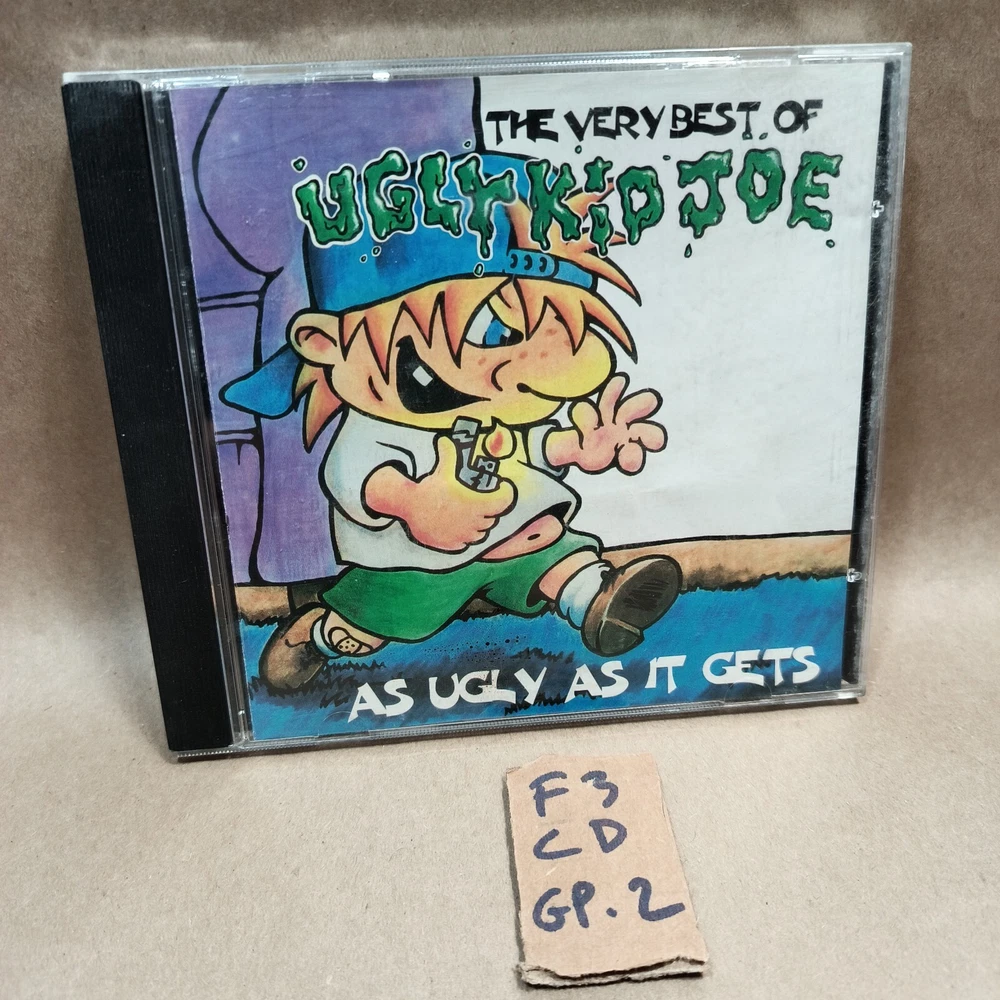 THE VERY BEST OF
UGLY KID JOE
AS UGLY AS IT GETS
F3
CD
GP.2